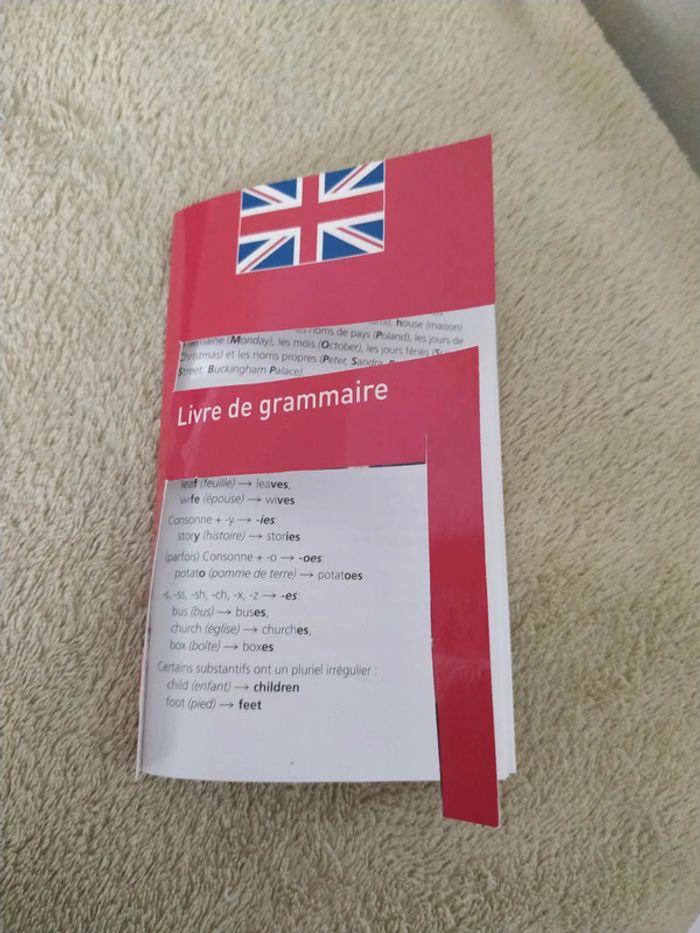 house (maison)
noms de pays (Poland), les jours de
(Monday), les mois (October), les jours fériés
Christmas) et les noms propres (Peter, Sandra,
Street, Buckingham Palace).
Livre de grammaire
leaf (feuille) → leaves,
wife (épouse) → wives
Consonne + -y → -ies:
story (histoire) → stories
(parfois) Consonne + -o → -oes:
potato (pomme de terre) → potatoes
-s, -ss, -sh, -ch, -x, -z → -es:
bus (bus) → buses,
church (église) → churches,
box (boîte) → boxes
Certains substantifs ont un pluriel irrégulier :
child (enfant) → children
foot (pied) → feet